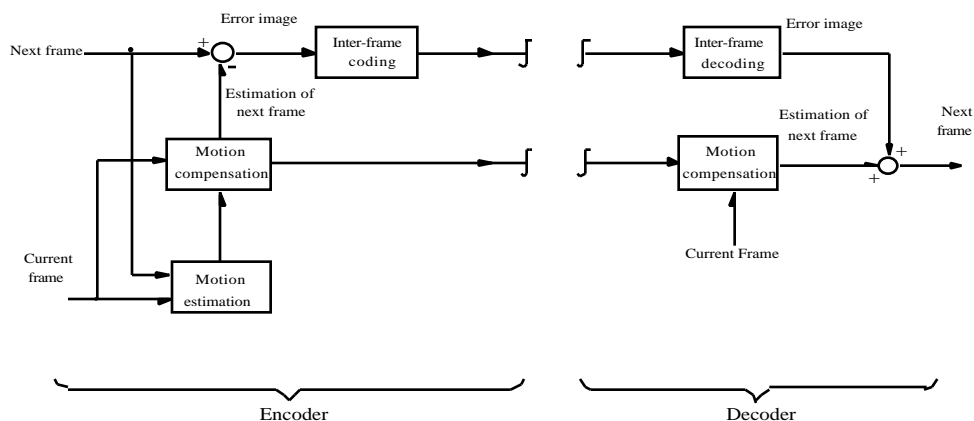 Error image
Next frame
+
-
Inter-frame
coding
Estimation of
next frame
Motion
compensation
Current
frame
Motion
estimation
Encoder
Inter-frame
decoding
Error image
Estimation of
next frame
Next
frame
Motion
compensation
+
+
Current Frame
Decoder